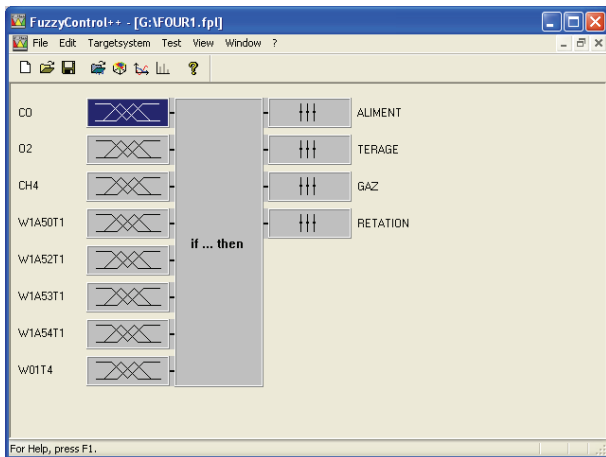 FuzzyControl++ - [G:\FOUR1.fpl]
File Edit Targetsystem Test View Window ?
CO ALIMENT
O2 TERAGE
CH4 GAZ
W1A50T1 RETATION
if ... then
W1A52T1
W1A53T1
W1A54T1
W01T4
For Help, press F1.